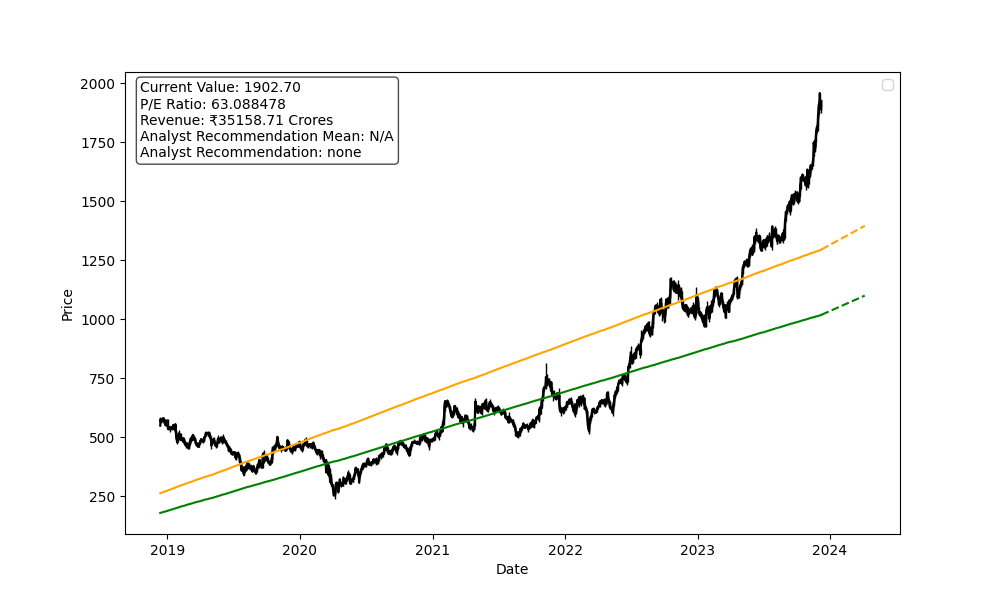 Current Value: 1902.70
P/E Ratio: 63.088478
Revenue: ₹35158.71 Crores
Analyst Recommendation Mean: N/A
Analyst Recommendation: none
2000
1750
1500
1250
1000
750
500
250
Price
2019 2020 2021 2022 2023 2024
Date